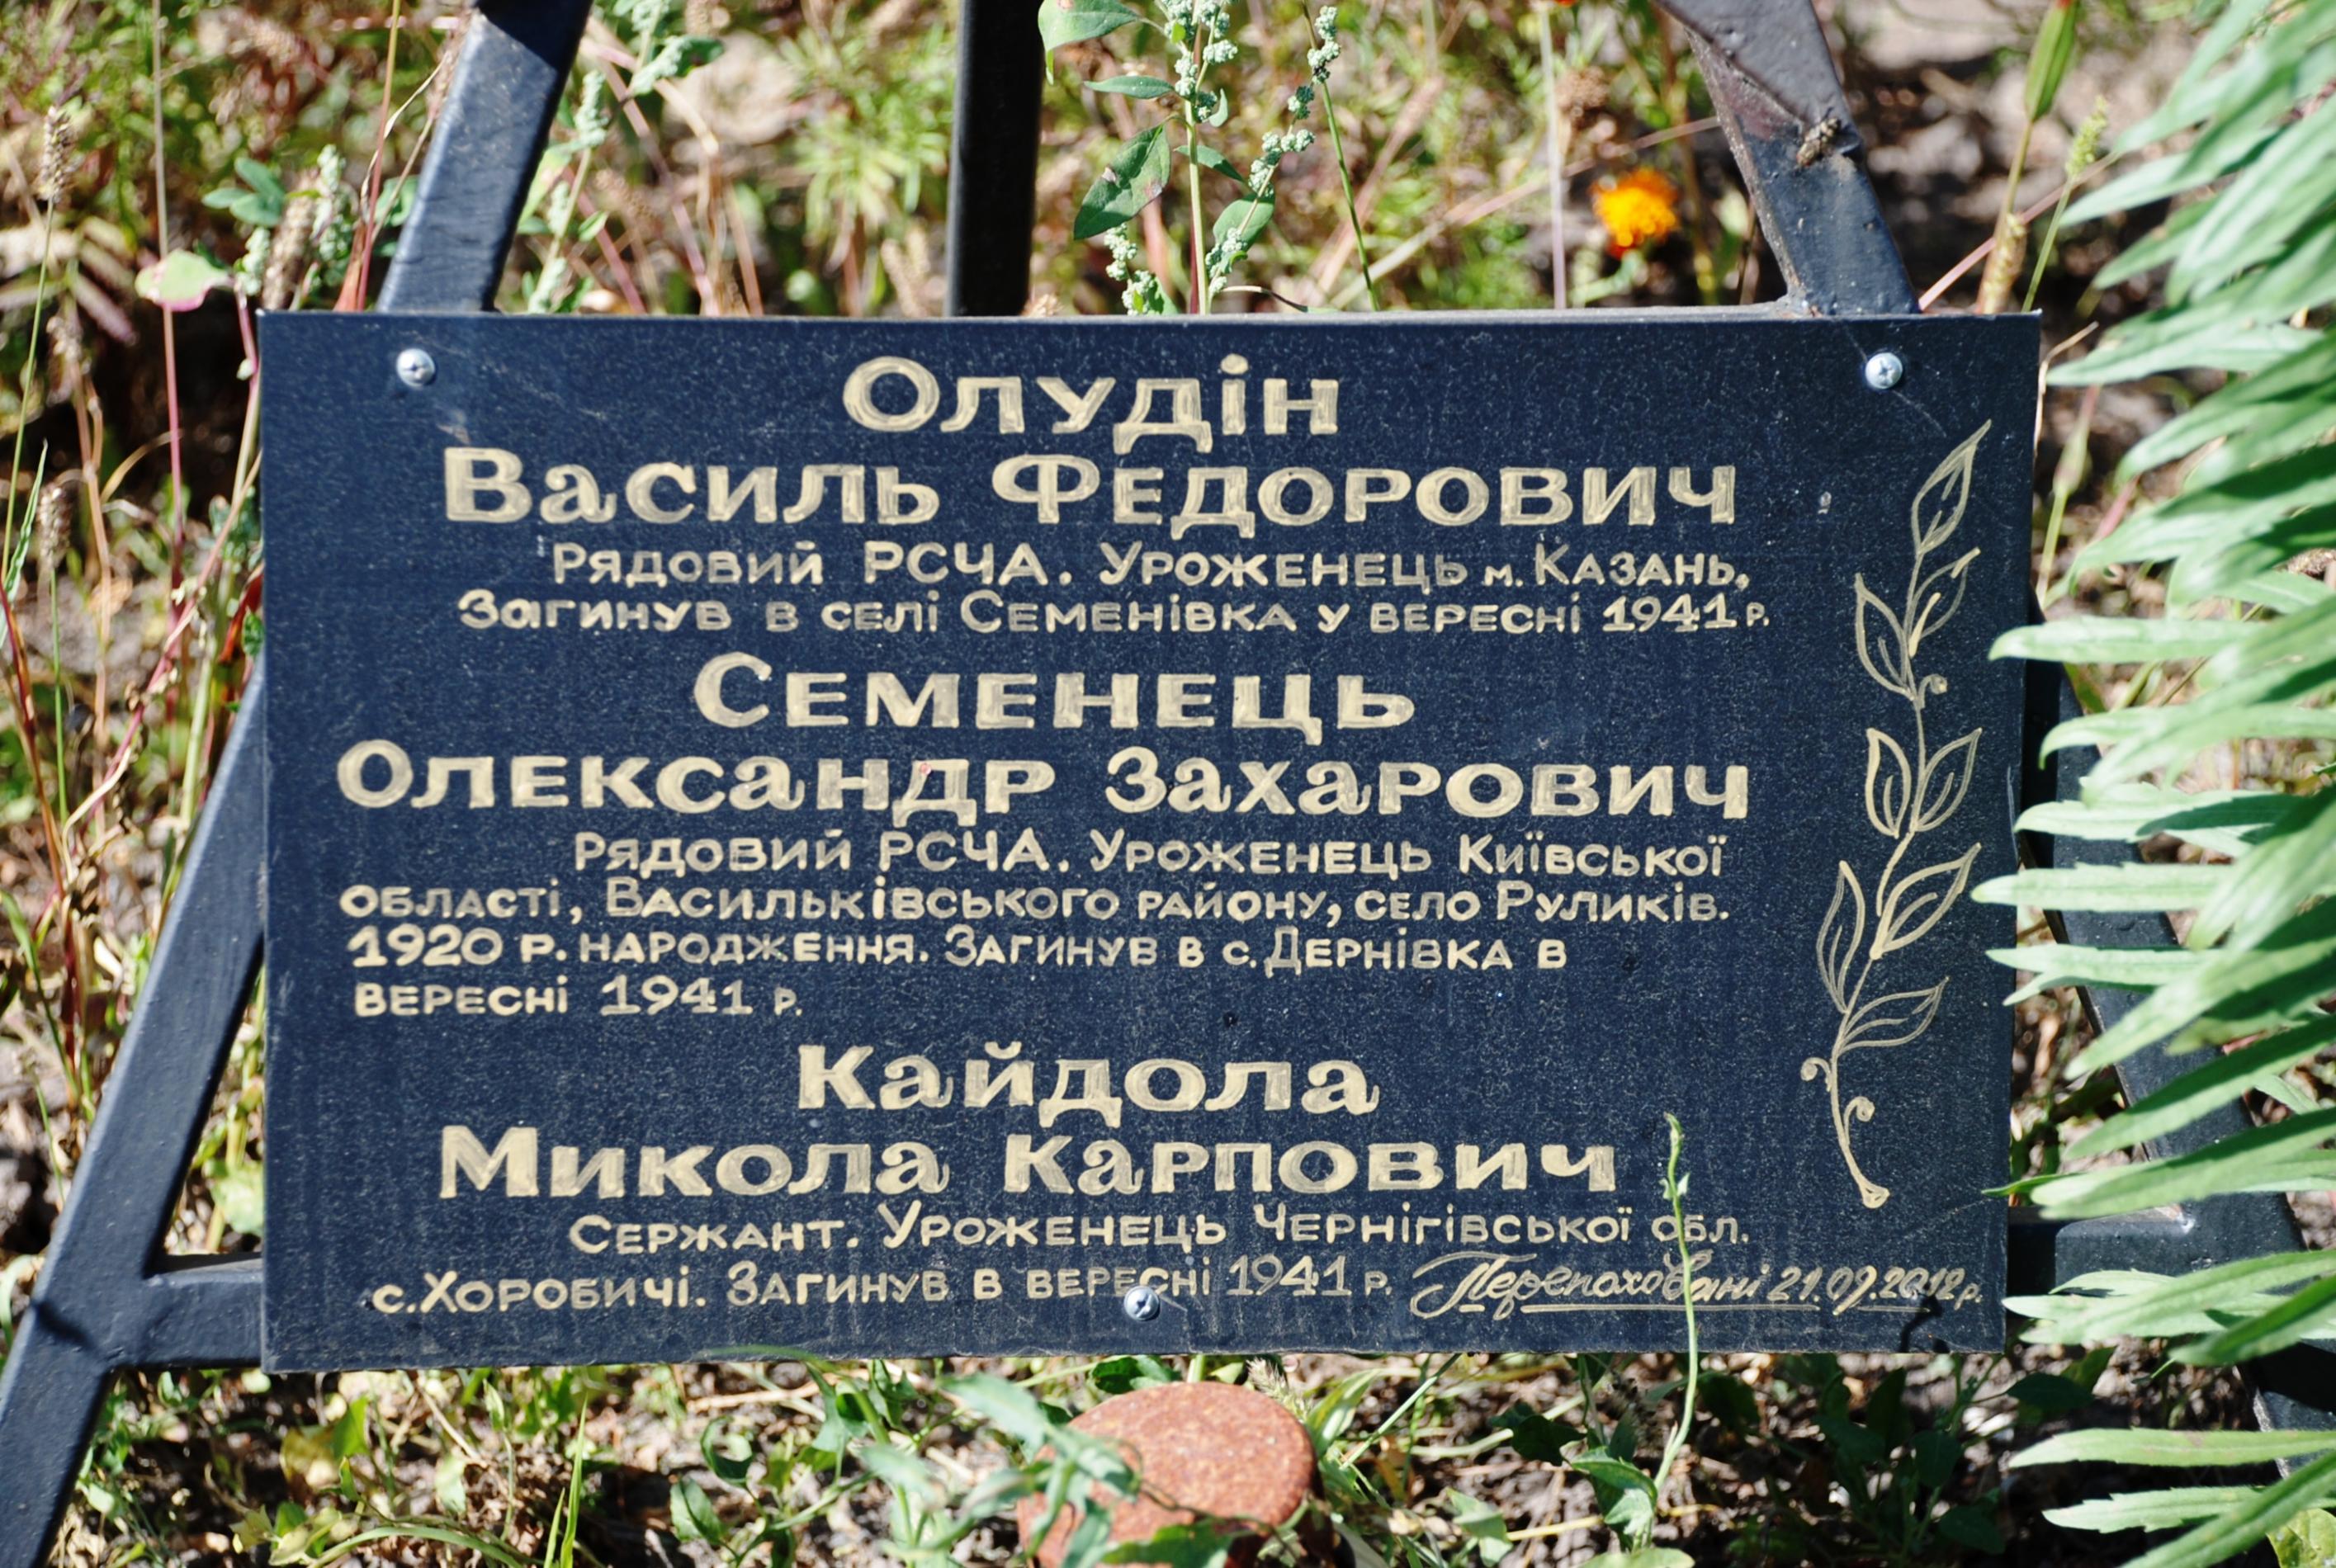 Олудін
Василь Федорович
Рядовий РСЧА. Уроженець м. Казань,
Загинув в селі Семенівка у вересні 1941 р.
Семенець
Олександр Захарович
Рядовий РСЧА. Уроженець Київської
області, Васильківського району, село Руликів.
1920 р. народження. Загинув в с. Дернівка в
вересні 1941 р.
Кайдола
Микола Карпович
Сержант. Уроженець Чернігівської обл.
с. Хоробичі. Загинув в вересні 1941 р. Перепоховані 21.09.2012р.